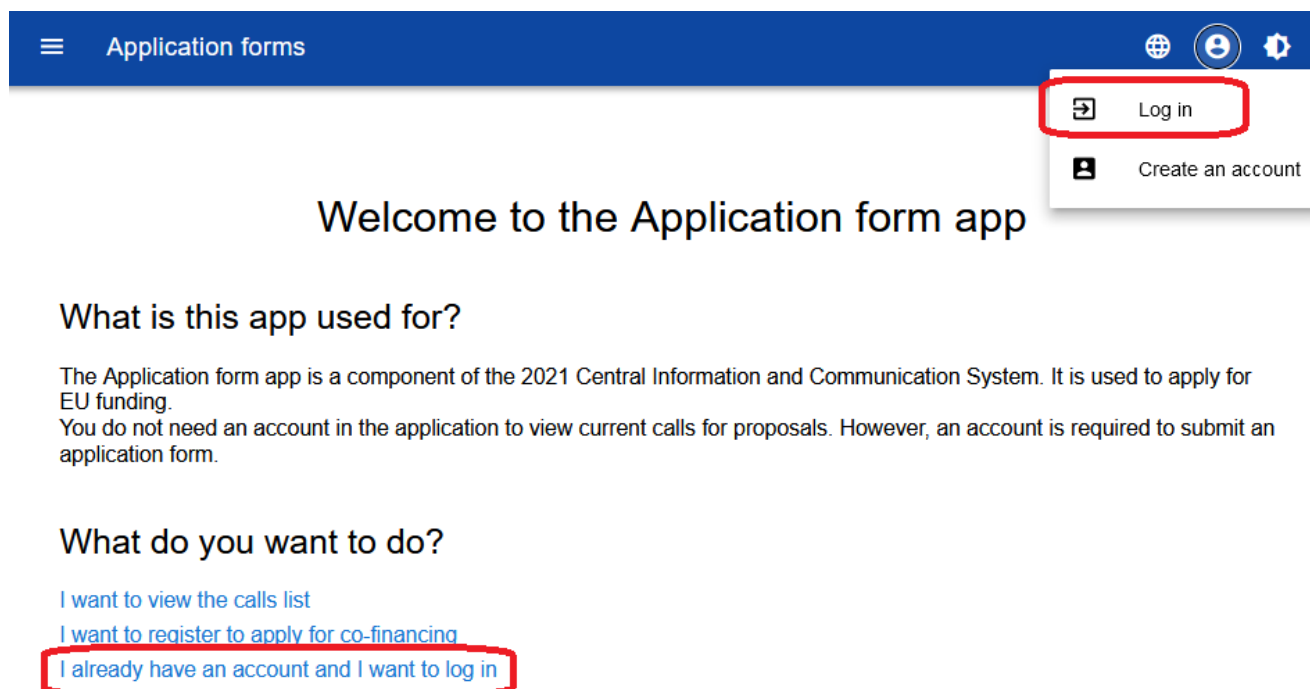 Application forms
Log in
Create an account
Welcome to the Application form app
What is this app used for?
The Application form app is a component of the 2021 Central Information and Communication System. It is used to apply for
EU funding.
You do not need an account in the application to view current calls for proposals. However, an account is required to submit an
application form.
What do you want to do?
I want to view the calls list
I want to register to apply for co-financing
I already have an account and I want to log in